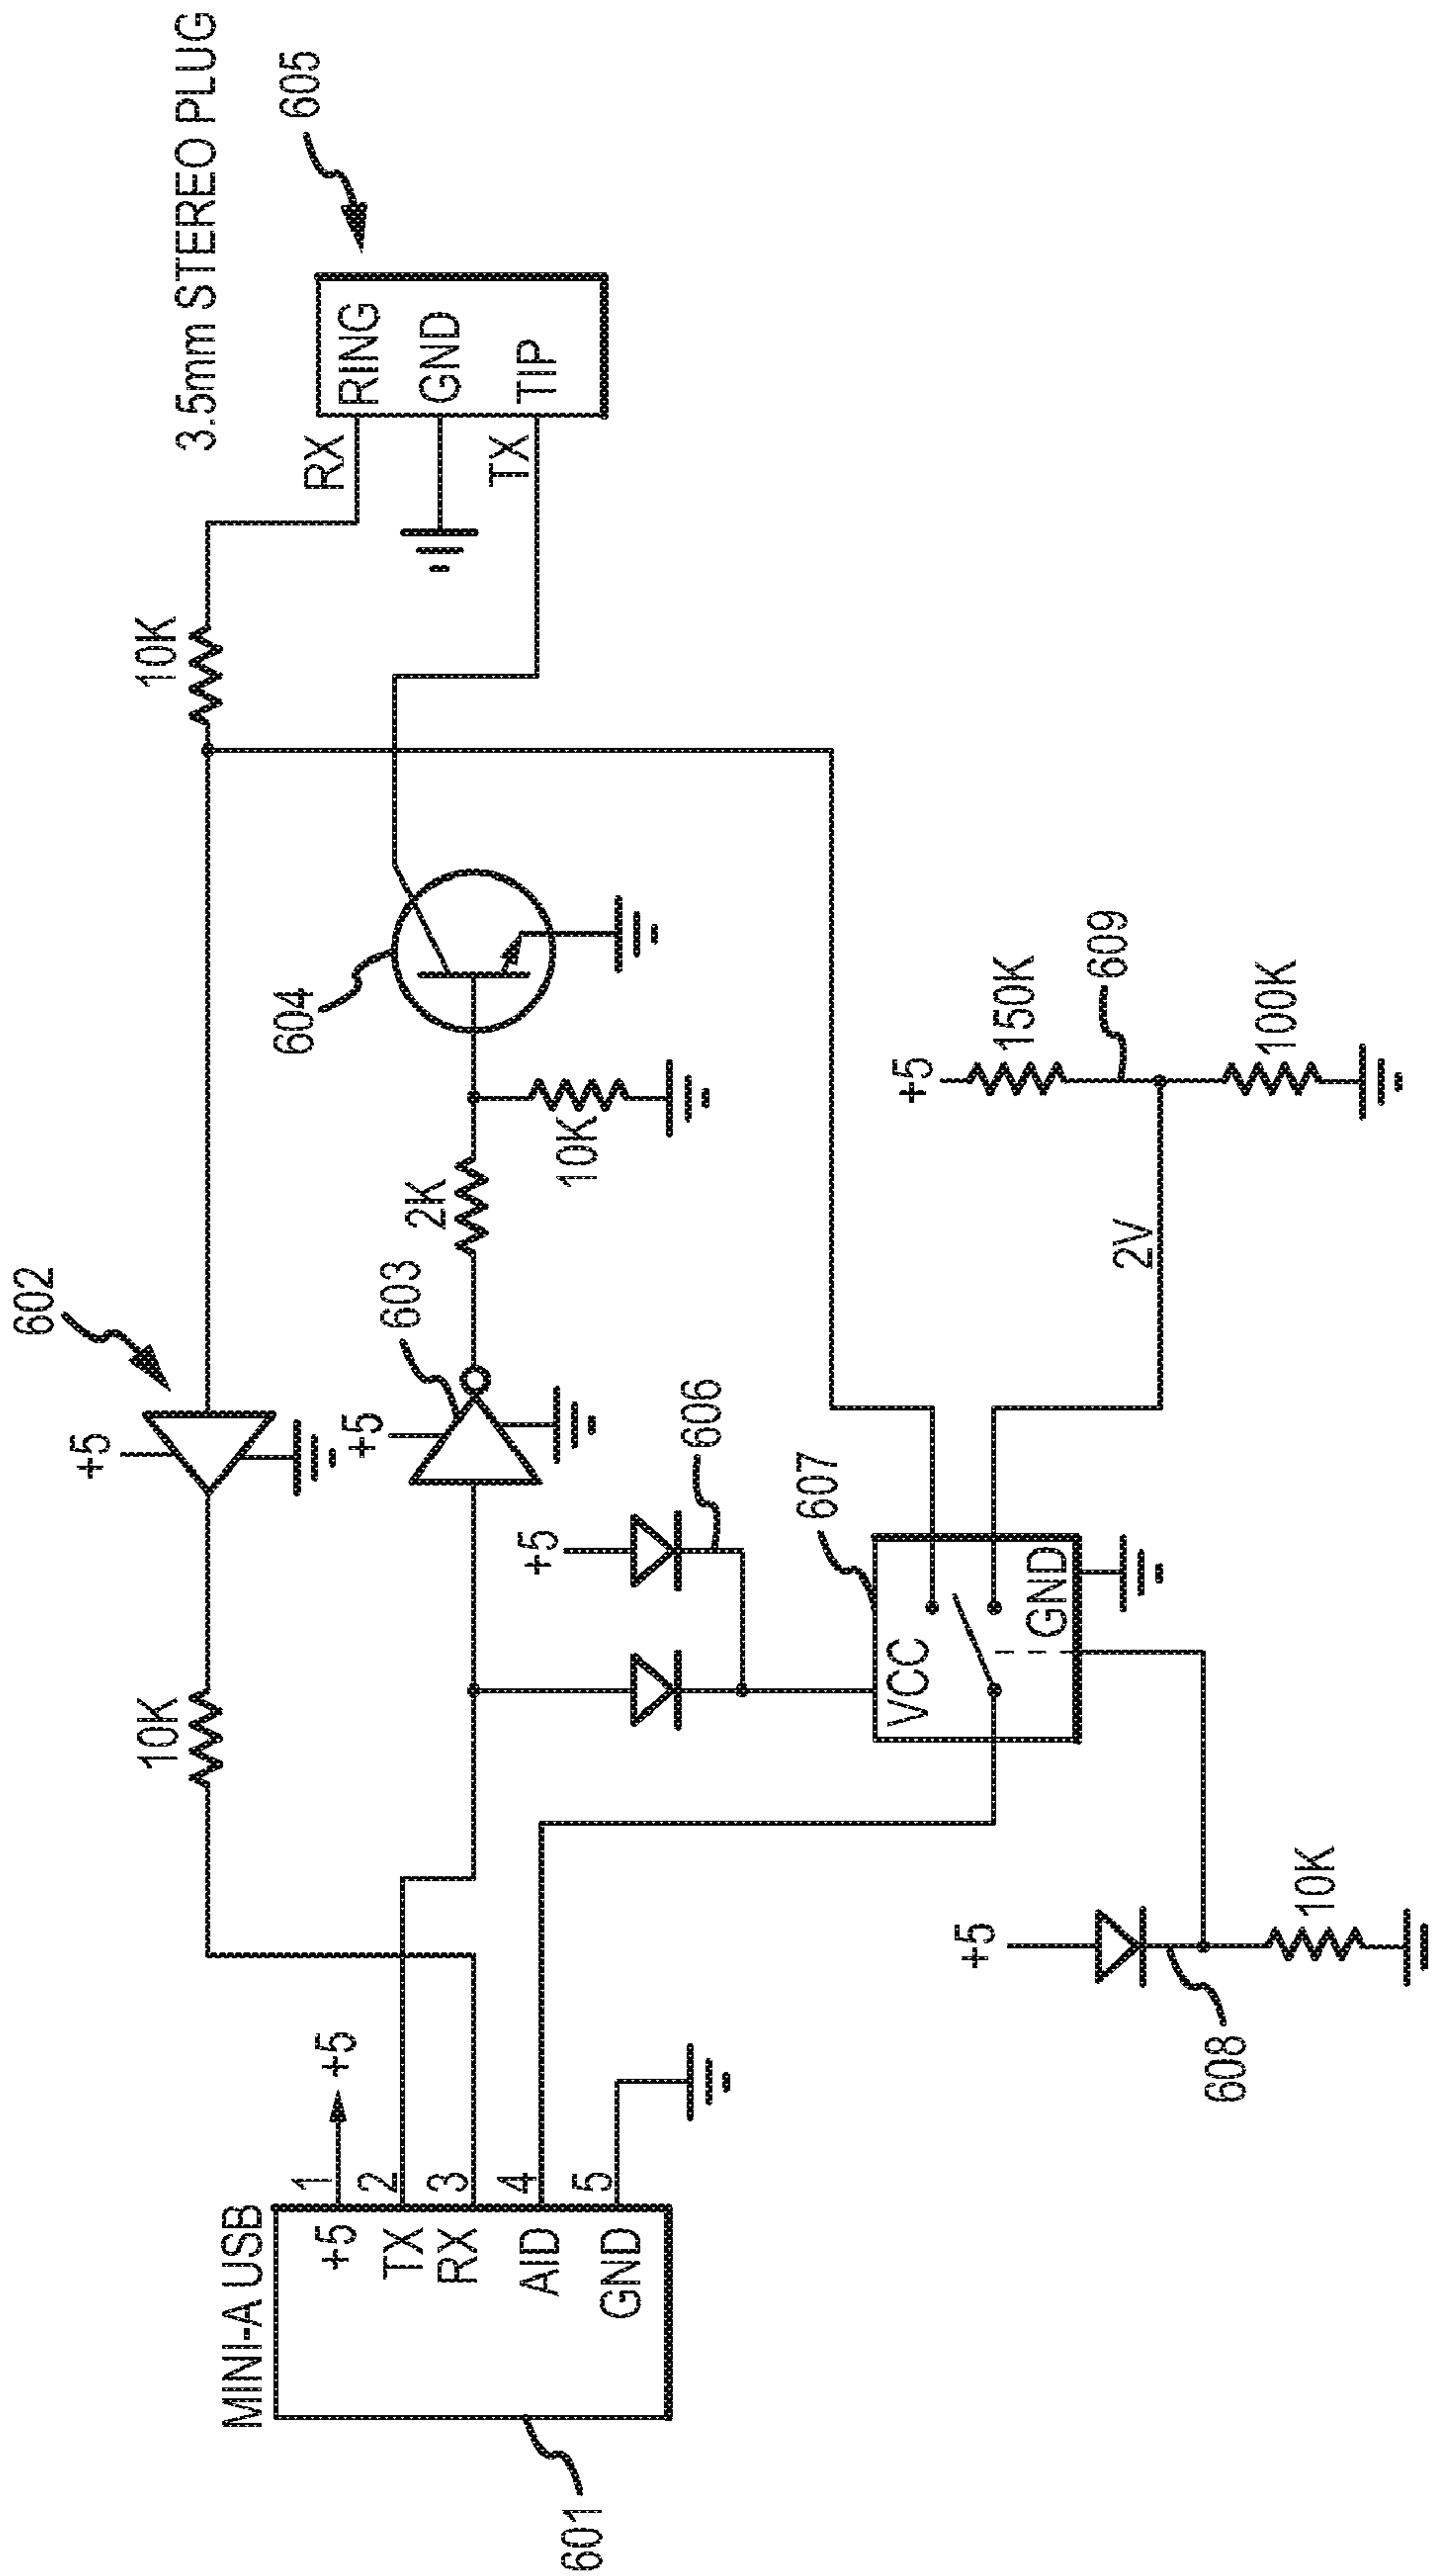 3.5mm STEREO PLUG
605
RING
GND
TIP
RX
TX
10K
604
2K
10K
602
+5
603
+5
10K
606
+5
607
VCC
GND
+5
150K
609
100K
2V
+5
608
10K
MINI-A USB
+5
1
+5
TX
2
RX
3
AID
4
GND
5
601